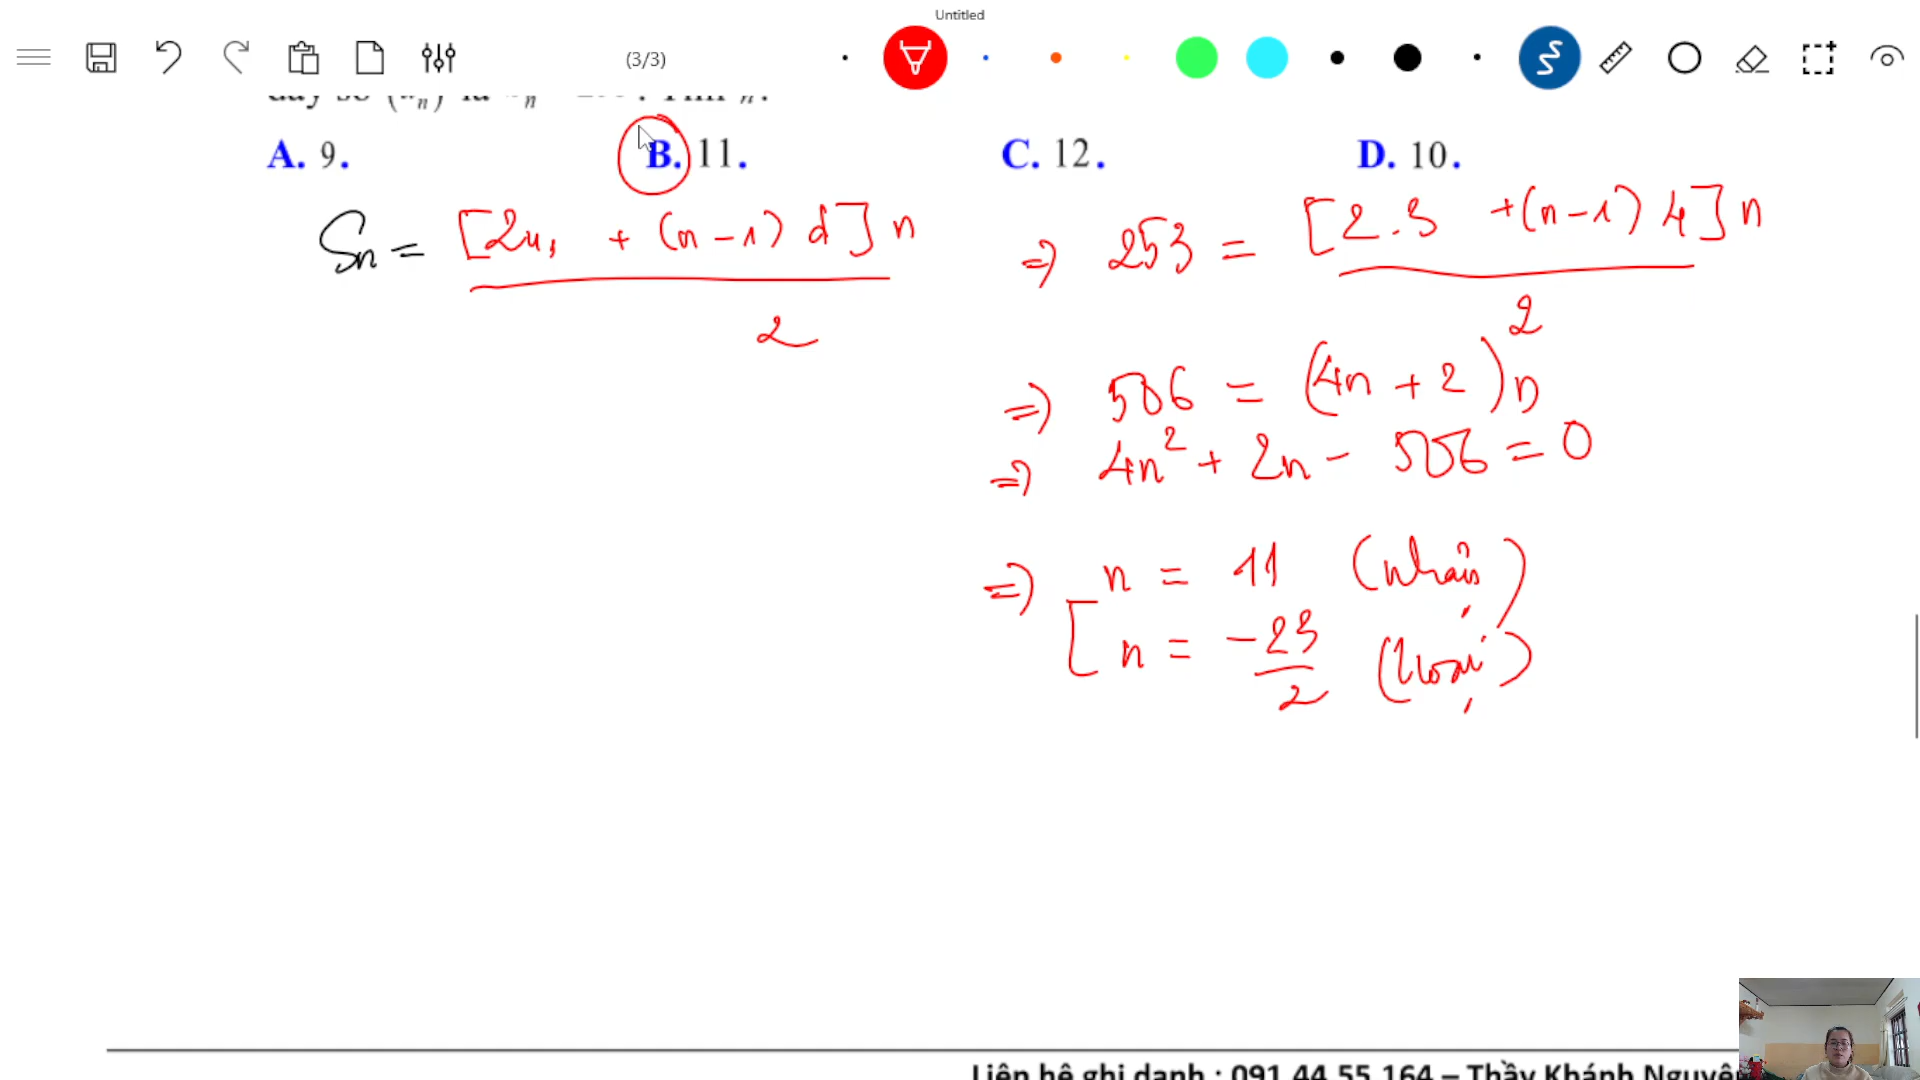 Untitled
(3/3)
A. 9. B. 11. C. 12. D. 10.
Sn = [2u₁ + (n - 1) d] n / 2
=> 253 = [2.3 + (n - 1) 4] n / 2
=> 506 = (4n + 2) n
=> 4n² + 2n - 506 = 0
=> [ n = 11 (nhận)
n = -23/2 (loại)
Liên hệ ghi danh : 091 44 55 164 – Thầy Khánh Nguyên